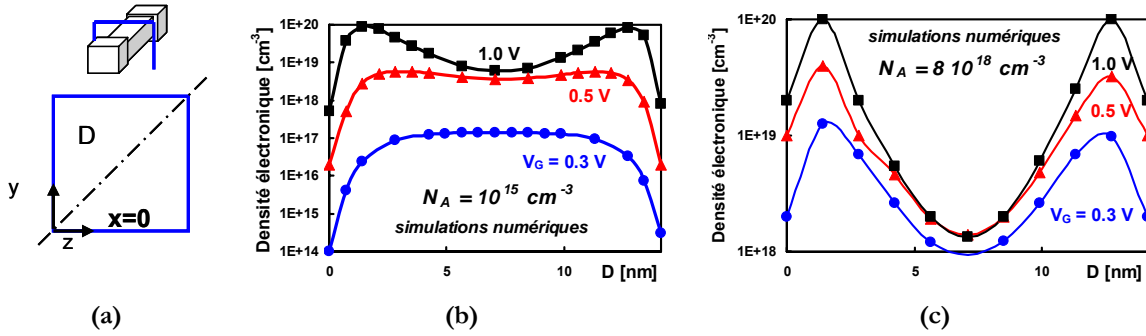 D
y
x=0
z
(a)
Densité électronique [cm-3]
1E+20
1E+19
1E+18
1E+17
1E+16
1E+15
1E+14
1.0 V
0.5 V
VG = 0.3 V
NA = 10 15 cm -3
simulations numériques
0
5
10
D [nm]
(b)
Densité électronique [cm-3]
1E+20
1E+19
1E+18
simulations numériques
NA = 8 10 18 cm -3
1.0 V
0.5 V
VG = 0.3 V
0
5
10
D [nm]
(c)